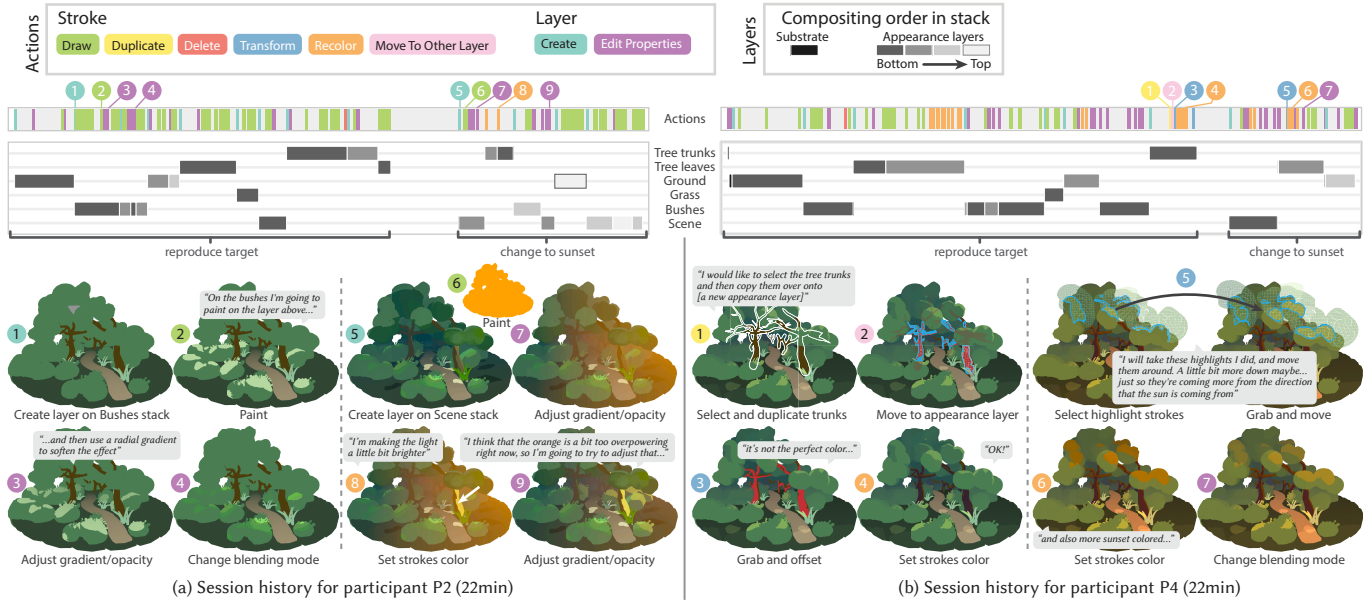 Actions
Stroke
Draw
Duplicate
Delete
Transform
Recolor
Move To Other Layer
Layer
Create
Edit Properties
Layers
Compositing order in stack
Substrate
Appearance layers
Bottom
Top
1
2
3
4
5
6
7
8
9
Actions
1
2
3
4
5
6
7
Tree trunks
Tree leaves
Ground
Grass
Bushes
Scene
reproduce target
change to sunset
reproduce target
change to sunset
1
Create layer on Bushes stack
2
"On the bushes I'm going to
paint on the layer above..."
Paint
3
"...and then use a radial gradient
to soften the effect"
Adjust gradient/opacity
4
Change blending mode
5
Create layer on Scene stack
6
Paint
7
Adjust gradient/opacity
8
"I'm making the light
a little bit brighter"
Set strokes color
9
"I think that the orange is a bit too overpowering
right now, so I'm going to try to adjust that..."
Adjust gradient/opacity
(a) Session history for participant P2 (22min)
"I would like to select the tree trunks
and then copy them over onto
[a new appearance layer]"
1
Select and duplicate trunks
2
Move to appearance layer
3
"it's not the perfect color..."
Grab and offset
4
"OK!"
Set strokes color
5
"I will take these highlights I did, and move
them around. A little bit more down maybe...
just so they're coming more from the direction
that the sun is coming from"
Select highlight strokes
Grab and move
6
"and also more sunset colored..."
Set strokes color
7
Change blending mode
(b) Session history for participant P4 (22min)